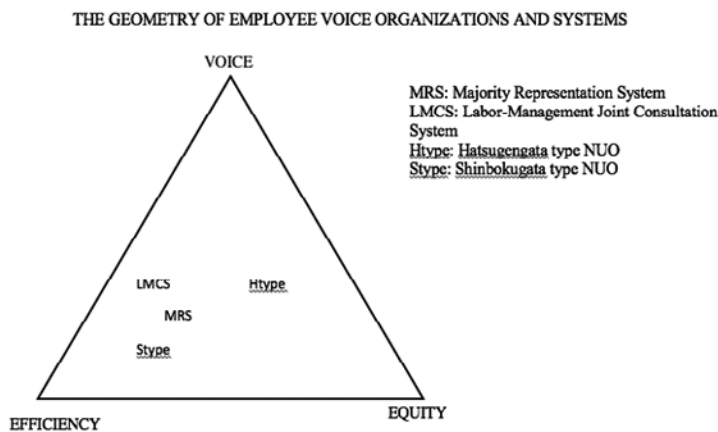 THE GEOMETRY OF EMPLOYEE VOICE ORGANIZATIONS AND SYSTEMS
VOICE
MRS: Majority Representation System
LMCS: Labor-Management Joint Consultation
System
Htype: Hatsugengata type NUO
Stype: Shinbokugata type NUO
LMCS
Htype
MRS
Stype
EFFICIENCY
EQUITY